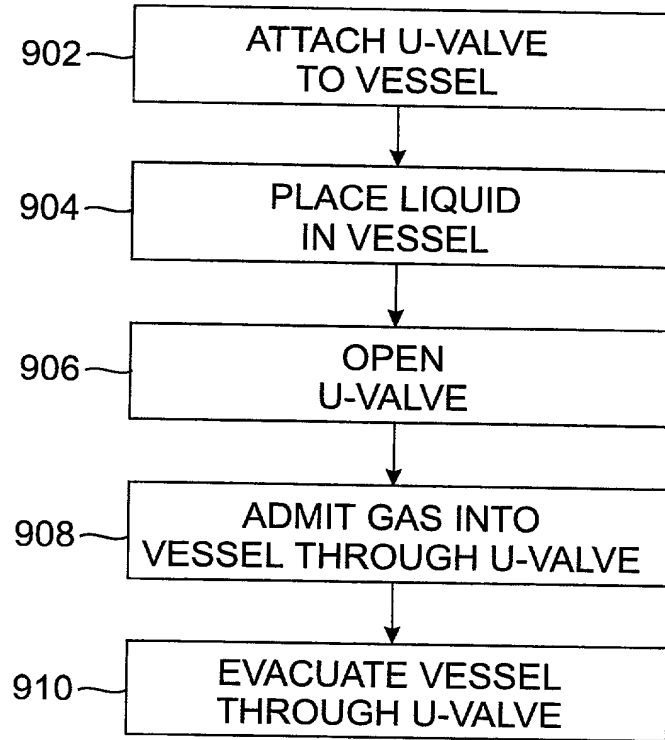 902
ATTACH U-VALVE
TO VESSEL
904
PLACE LIQUID
IN VESSEL
906
OPEN
U-VALVE
908
ADMIT GAS INTO
VESSEL THROUGH U-VALVE
910
EVACUATE VESSEL
THROUGH U-VALVE